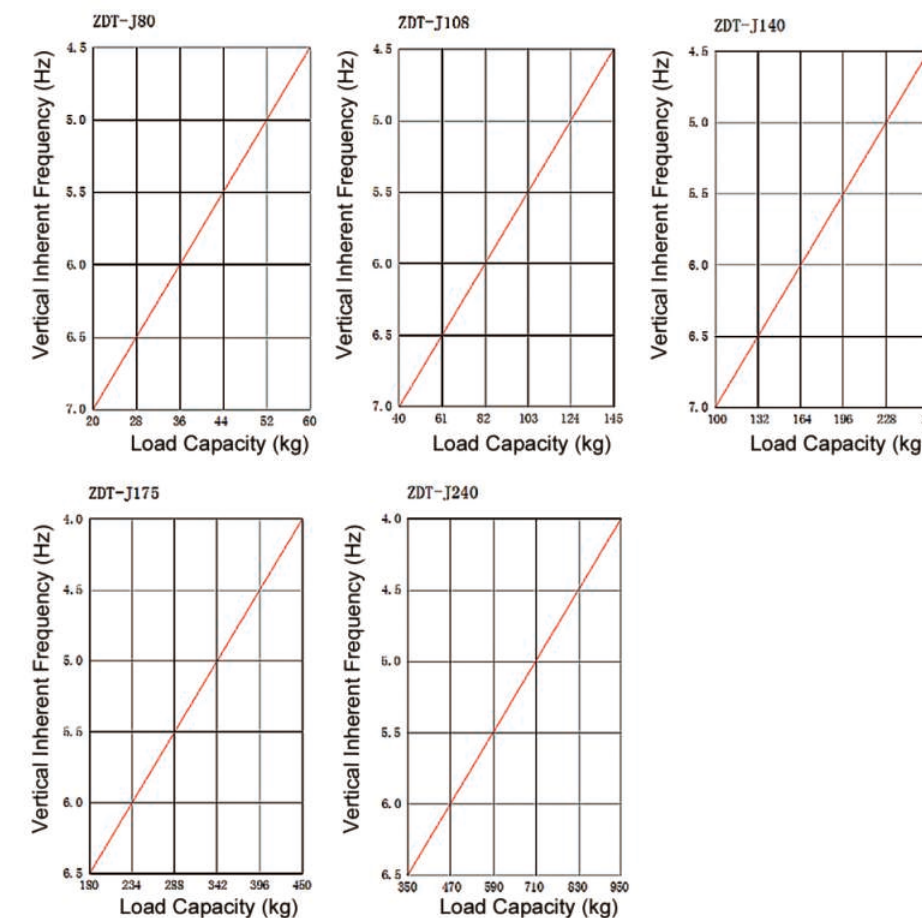 ZDT-J80
Vertical Inherent Frequency (Hz)
4.5
5.0
5.5
6.0
6.5
7.0
20 28 36 44 52 60
Load Capacity (kg)
ZDT-J108
Vertical Inherent Frequency (Hz)
4.5
5.0
5.5
6.0
6.5
7.0
40 61 82 103 124 145
Load Capacity (kg)
ZDT-J140
Vertical Inherent Frequency (Hz)
4.5
5.0
5.5
6.0
6.5
7.0
100 132 164 196 228
Load Capacity (kg
ZDT-J175
Vertical Inherent Frequency (Hz)
4.0
4.5
5.0
5.5
6.0
6.5
180 234 288 342 396 450
Load Capacity (kg)
ZDT-J240
Vertical Inherent Frequency (Hz)
4.0
4.5
5.0
5.5
6.0
6.5
350 470 590 710 830 950
Load Capacity (kg)